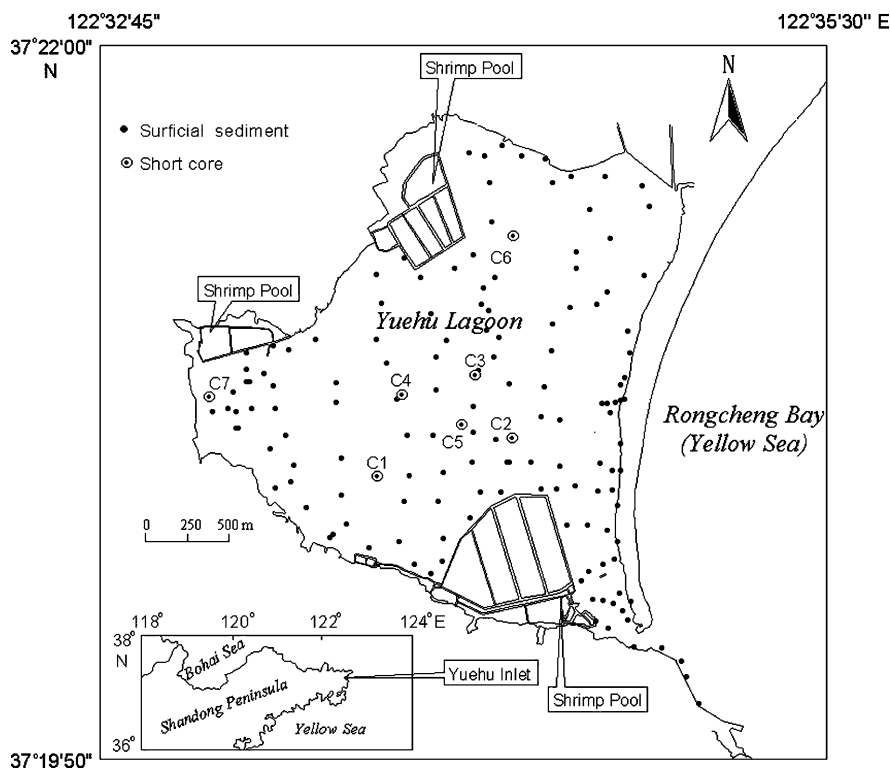 122°32'45"
122°35'30" E
37°22'00"
N
Shrimp Pool
N
Surficial sediment
Short core
C6
Shrimp Pool
Yuehu Lagoon
C3
C7
C4
Rongcheng Bay
(Yellow Sea)
C5
C2
C1
0 250 500 m
118° 120° 122° 124°E
38°
N
Bohai Sea
Yuehu Inlet
Shandong Peninsula
Shrimp Pool
Yellow Sea
36°
37°19'50"